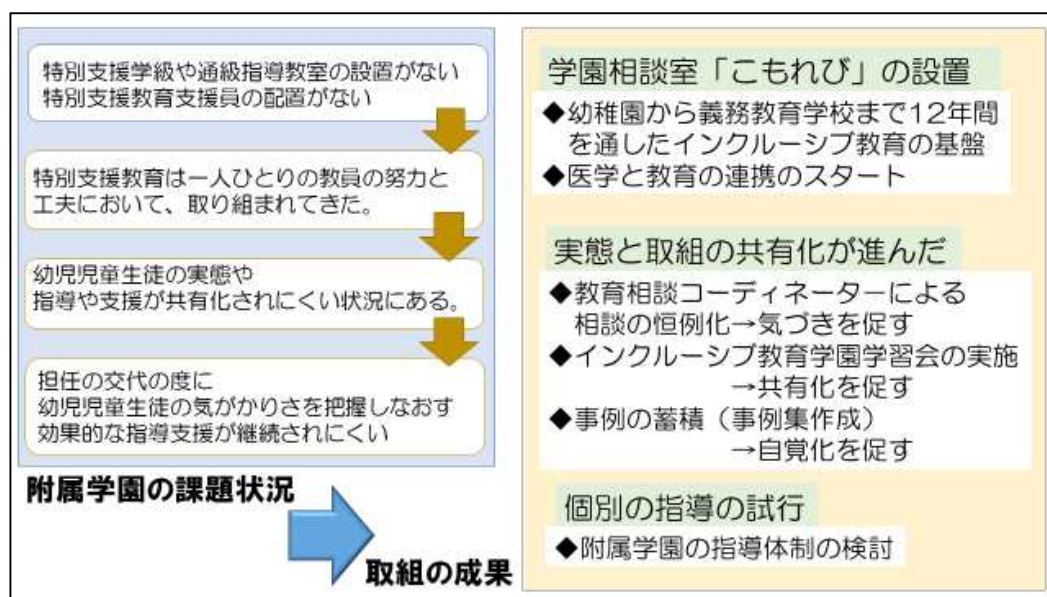 特別支援学級や通級指導教室の設置がない
特別支援教育支援員の配置がない
特別支援教育は一人ひとりの教員の努力と
工夫において、取り組まれてきた。
幼児児童生徒の実態や
指導や支援が共有化されにくい状況にある。
担任の交代の度に
幼児児童生徒の気がかりさを把握しなおす
効果的な指導支援が継続されにくい
附属学園の課題状況
取組の成果
学園相談室「こもれび」の設置
◆幼稚園から義務教育学校まで12年間
を通したインクルーシブ教育の基盤
◆医学と教育の連携のスタート
実態と取組の共有化が進んだ
◆教育相談コーディネーターによる
相談の恒例化→気づきを促す
◆インクルーシブ教育学園学習会の実施
→共有化を促す
◆事例の蓄積（事例集作成）
→自覚化を促す
個別の指導の試行
◆附属学園の指導体制の検討